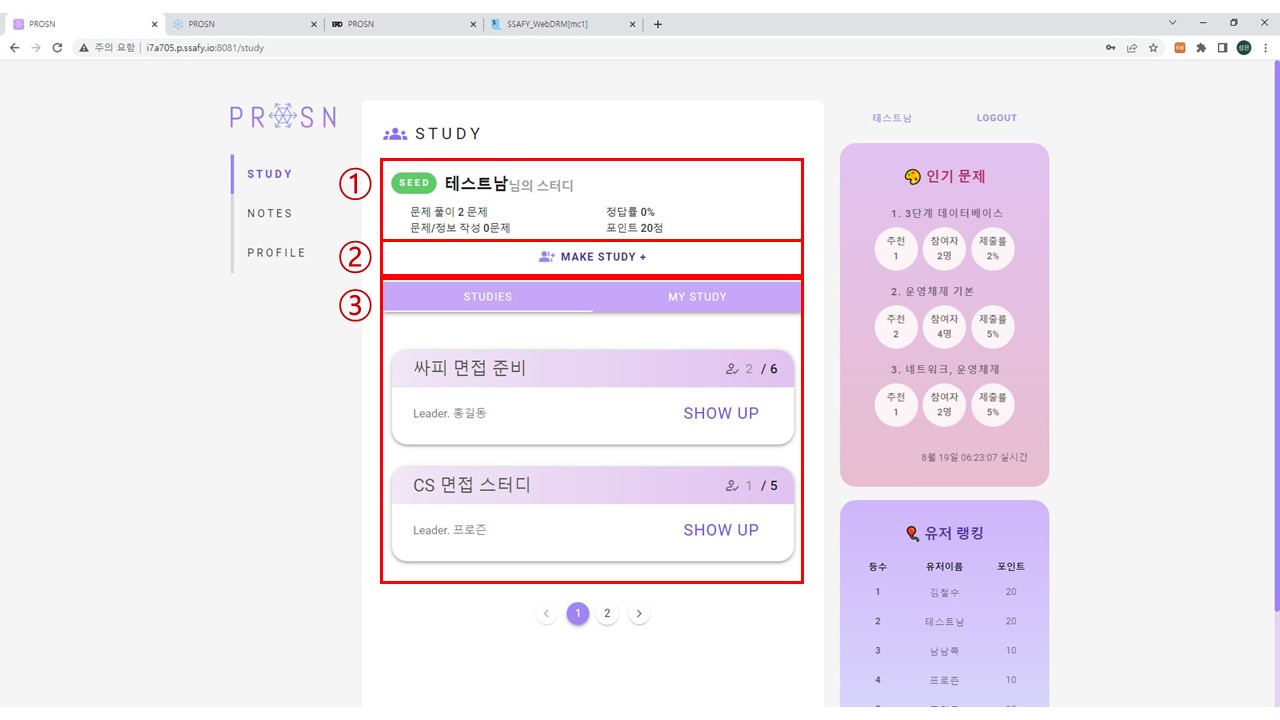 PROSN
PROSN
PROSN
SSAFY_WebDRM[mc1]
주의 요함
i7a705.p.ssafy.io:8081/study
PROSN
STUDY
NOTES
PROFILE
STUDY
①
SEED 테스트남님의 스터디
문제 풀이 2 문제 정답률 0%
문제/정보 작성 0문제 포인트 20점
②
MAKE STUDY +
③
STUDIES MY STUDY
싸피 면접 준비 2 / 6
Leader. 홍길동 SHOW UP
CS 면접 스터디 1 / 5
Leader. 프로즌 SHOW UP
1 2
테스트남 LOGOUT
인기 문제
1. 3단계 데이터베이스
추천 참여자 제출률
1 2명 2%
2. 운영체제 기본
추천 참여자 제출률
2 4명 5%
3. 네트워크, 운영체제
추천 참여자 제출률
1 2명 5%
8월 19일 06:23:07 실시간
유저 랭킹
등수 유저이름 포인트
1 김철수 20
2 테스트남 20
3 남남쪽 10
4 프로즌 10